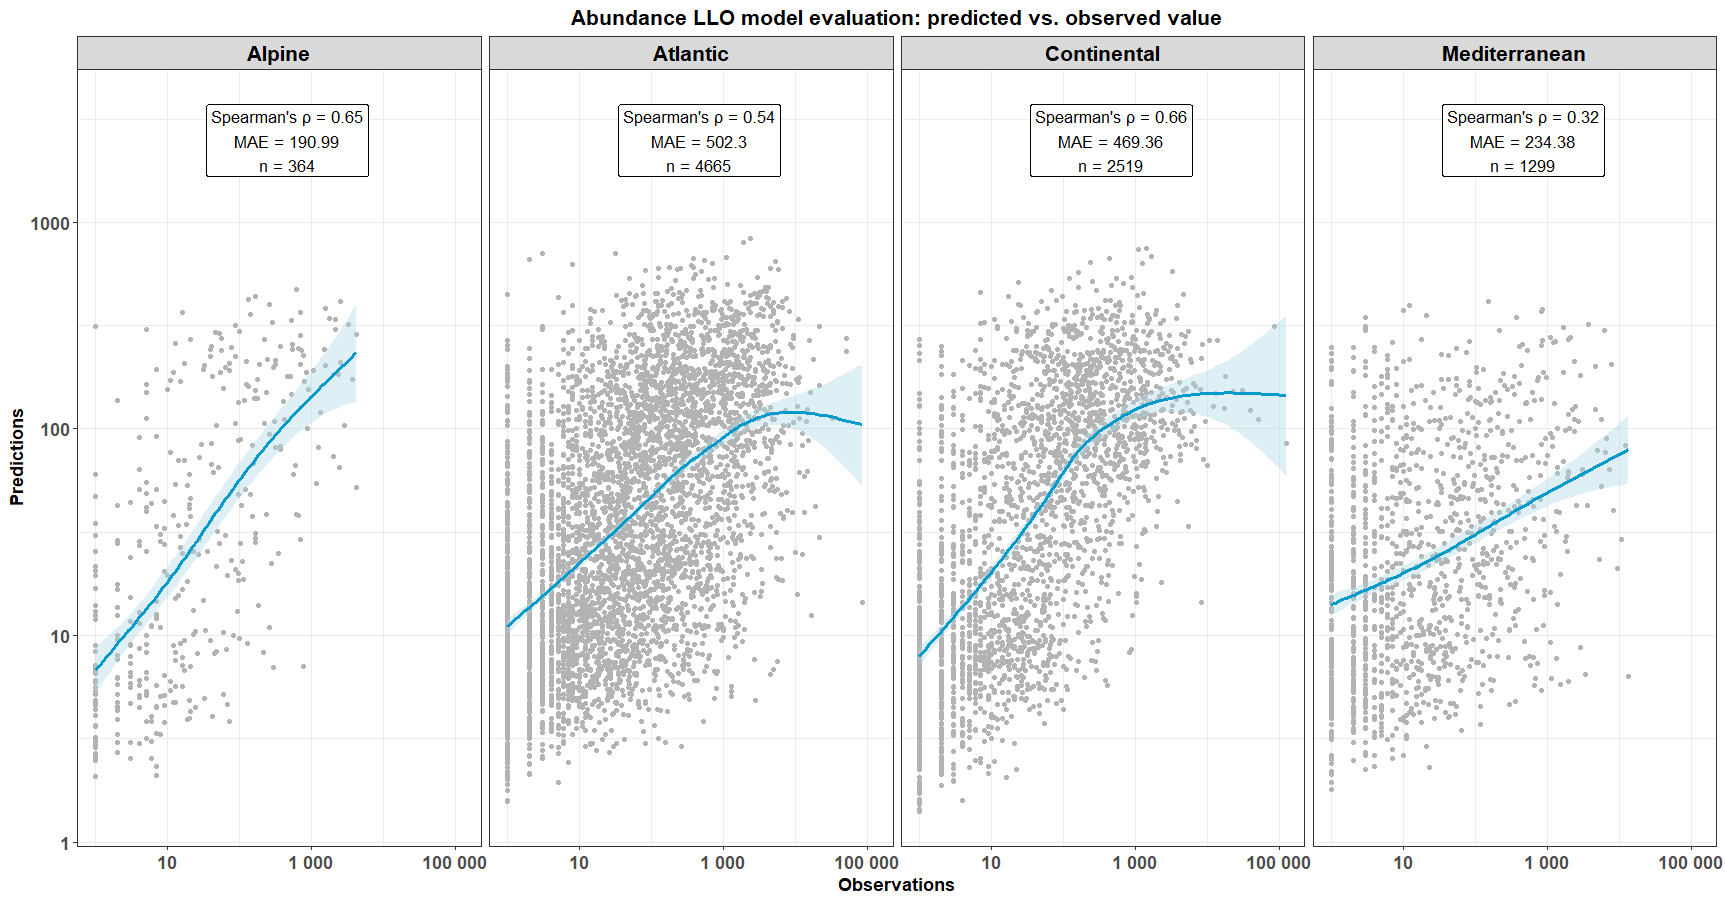 Abundance LLO model evaluation: predicted vs. observed value
Alpine
Atlantic
Continental
Mediterranean
Spearman's ρ = 0.65
MAE = 190.99
n = 364
Spearman's ρ = 0.54
MAE = 502.3
n = 4665
Spearman's ρ = 0.66
MAE = 469.36
n = 2519
Spearman's ρ = 0.32
MAE = 234.38
n = 1299
Predictions
1000
100
10
1
10
1 000
100 000
10
1 000
100 000
10
1 000
100 000
10
1 000
100 000
Observations